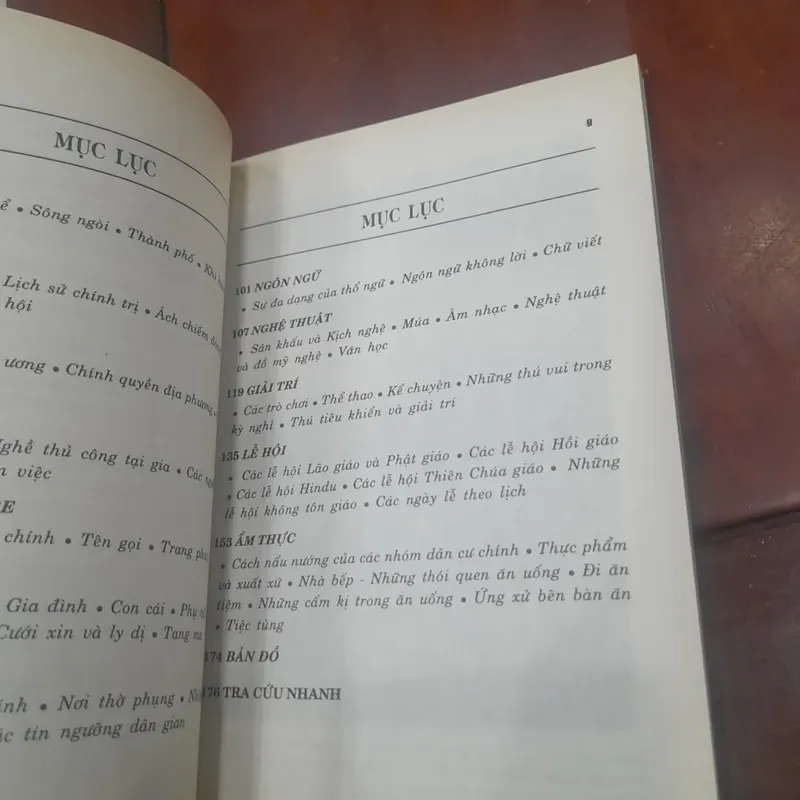 MỤC LỤC
• Sông ngòi • Thành phố •
Lịch sử chính trị • Ách chiếm
hội
ương • Chính quyền địa phương
Nghề thủ công tại gia • Các
việc
chính • Tên gọi • Trang
Gia đình • Con cái •
Cưới xin và ly dị • Tang
• Nơi thờ phụng •
tín ngưỡng dân gian
9
MỤC LỤC
101 NGÔN NGỮ
• Sự đa dạng của thổ ngữ • Ngôn ngữ không lời • Chữ viết
107 NGHỆ THUẬT
• Sân khấu và Kịch nghệ • Múa • Âm nhạc • Nghệ thuật
và đồ mỹ nghệ • Văn học
119 GIẢI TRÍ
• Các trò chơi • Thể thao • Kể chuyện • Những thú vui trong
kỳ nghỉ • Thú tiêu khiển và giải trí
135 LỄ HỘI
• Các lễ hội Lão giáo và Phật giáo • Các lễ hội Hồi giáo
• Các lễ hội Hindu • Các lễ hội Thiên Chúa giáo • Những
lễ hội không tôn giáo • Các ngày lễ theo lịch
153 ẨM THỰC
• Cách nấu nướng của các nhóm dân cư chính • Thực phẩm
và xuất xứ • Nhà bếp - Những thói quen ăn uống • Đi ăn
tiệm • Những cấm kị trong ăn uống • Ứng xử bên bàn ăn
• Tiệc tùng
174 BẢN ĐỒ
176 TRA CỨU NHANH